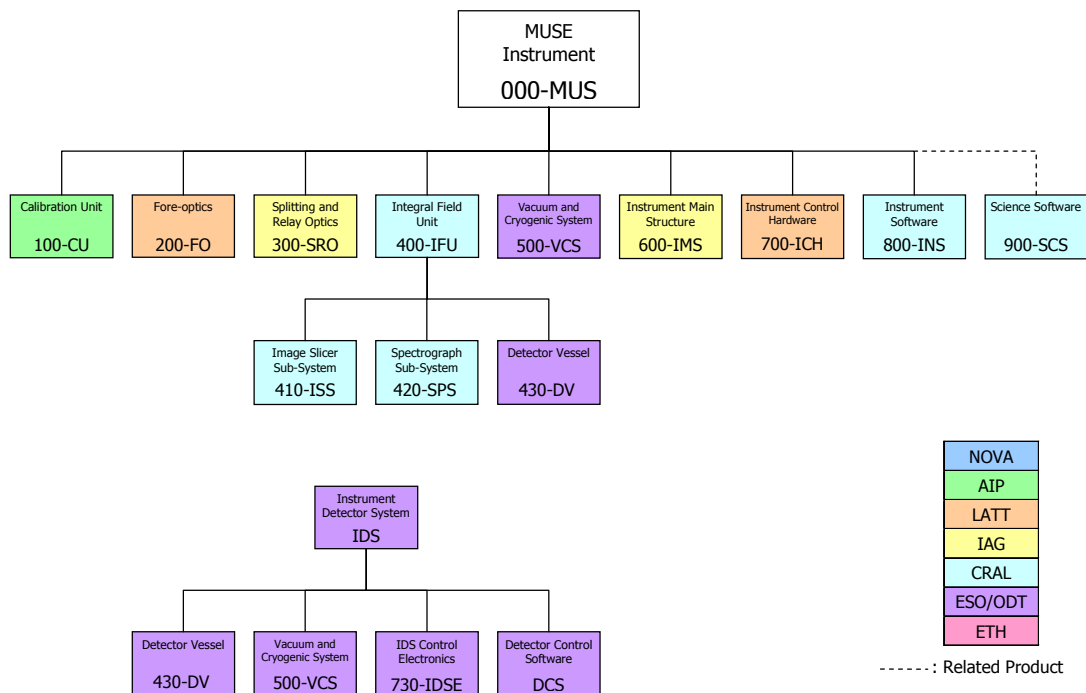 MUSE
Instrument
000-MUS
Calibration Unit
100-CU
Fore-optics
200-FO
Splitting and
Relay Optics
300-SRO
Integral Field
Unit
400-IFU
Vacuum and
Cryogenic System
500-VCS
Instrument Main
Structure
600-IMS
Instrument Control
Hardware
700-ICH
Instrument
Software
800-INS
Science Software
900-SCS
Image Slicer
Sub-System
410-ISS
Spectrograph
Sub-System
420-SPS
Detector Vessel
430-DV
Instrument
Detector System
IDS
Detector Vessel
430-DV
Vacuum and
Cryogenic System
500-VCS
IDS Control
Electronics
730-IDSE
Detector Control
Software
DCS
NOVA
AIP
LATT
IAG
CRAL
ESO/ODT
ETH
: Related Product